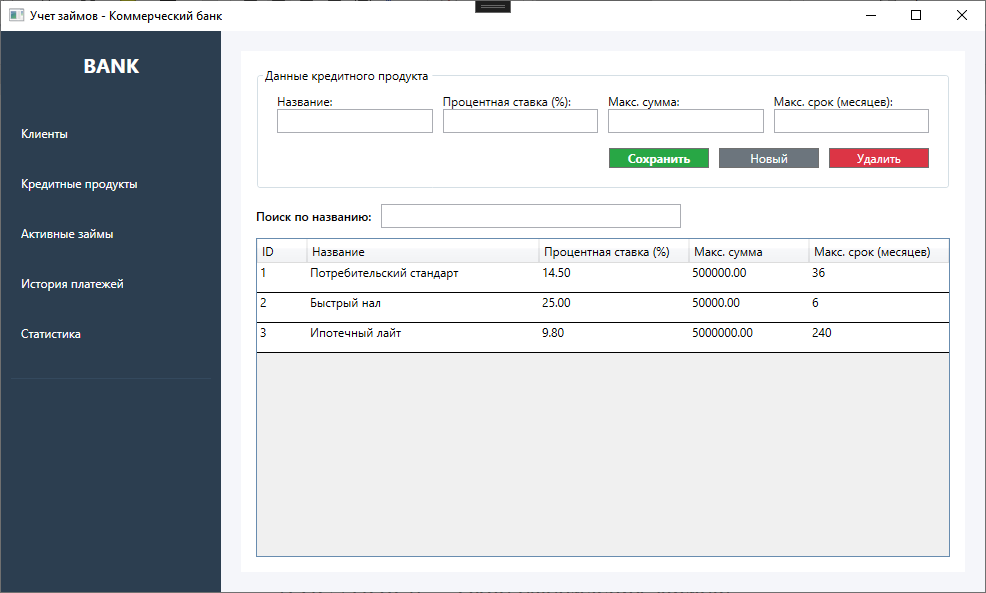 Учет займов - Коммерческий банк
BANK
Клиенты
Кредитные продукты
Активные займы
История платежей
Статистика
Данные кредитного продукта
Название: Процентная ставка (%): Макс. сумма: Макс. срок (месяцев):
Сохранить Новый Удалить
Поиск по названию:
ID Название Процентная ставка (%) Макс. сумма Макс. срок (месяцев)
1 Потребительский стандарт 14.50 500000.00 36
2 Быстрый нал 25.00 50000.00 6
3 Ипотечный лайт 9.80 5000000.00 240